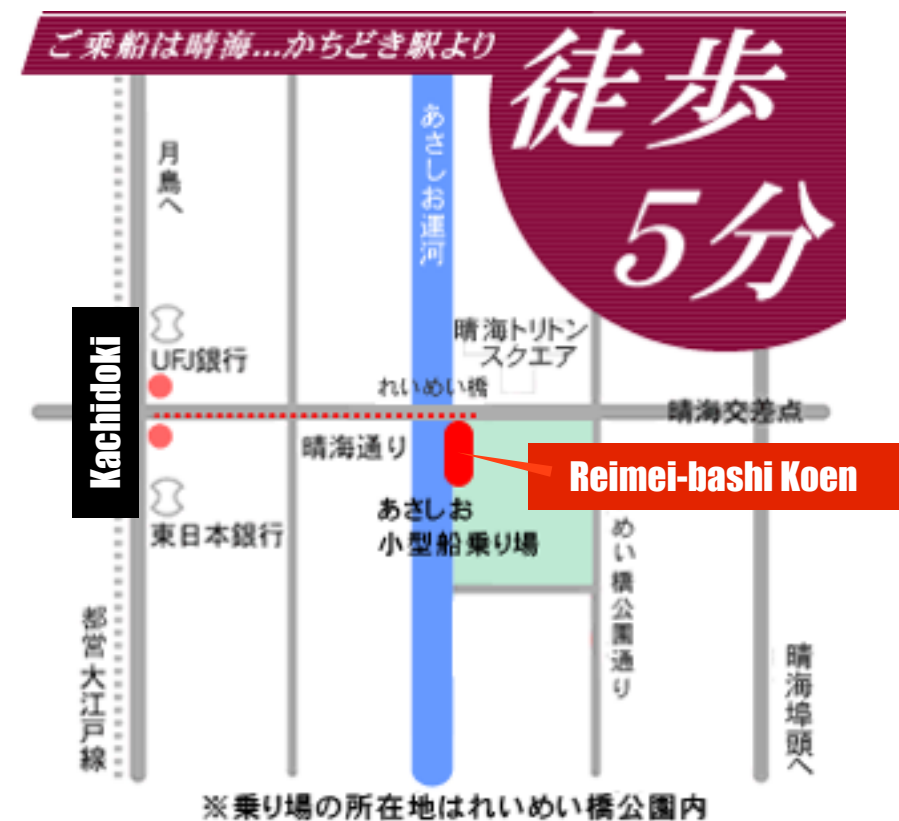 ご乗船は晴海...かちどき駅より
徒歩
5分
あさしお運河
月島へ
UFJ銀行
晴海トリトン
スクエア
れいめい橋
Kachidoki
晴海通り
晴海交差点
Reimei-bashi Koen
東日本銀行
あさしお
小型船乗り場
めい橋公園通り
都営大江戸線
晴海埠頭へ
※乗り場の所在地はれいめい橋公園内